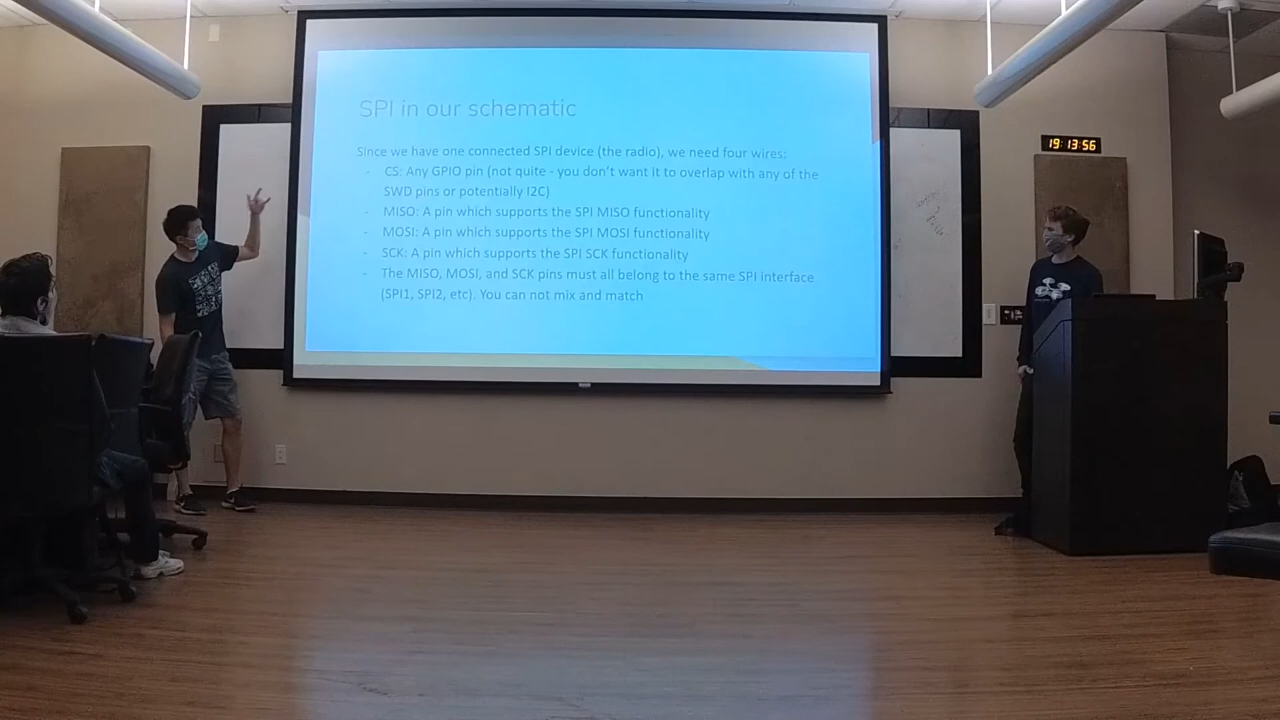 SPI in our schematic
Since we have one connected SPI device (the radio), we need four wires:
- CS: Any GPIO pin (not quite - you don't want it to overlap with any of the
SWD pins or potentially I2C)
- MISO: A pin which supports the SPI MISO functionality
- MOSI: A pin which supports the SPI MOSI functionality
- SCK: A pin which supports the SPI SCK functionality
- The MISO, MOSI, and SCK pins must all belong to the same SPI interface
(SPI1, SPI2, etc). You can not mix and match
19:13:56